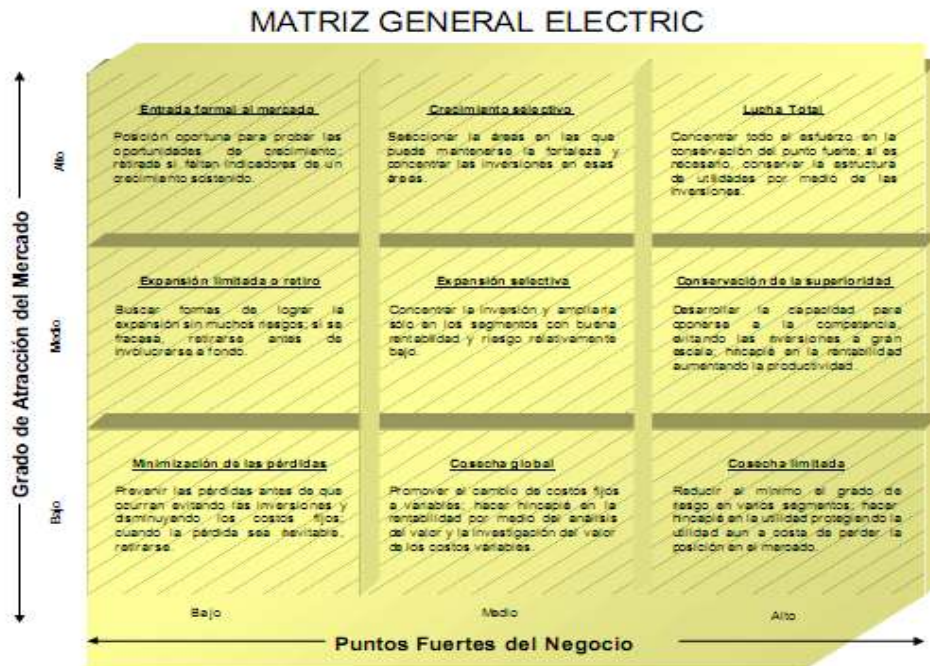 MATRIZ GENERAL ELECTRIC
Grado de Atracción del Mercado
Alto
Entrada formal al mercado
Posición oportuna para probar las
oportunidades de crecimiento;
retirada si faltan indicadores de un
crecimiento sostenido.
Crecimiento selectivo
Seleccionar la áreas en las que
puede mantenerse la fortaleza y
concentrar las inversiones en esas
áreas.
Lucha Total
Concentrar todo el esfuerzo en la
conservación del punto fuerte; si es
necesario, conservar la estructura
de utilidades por medio de las
inversiones.
Medio
Expansión limitada o retiro
Buscar formas de lograr la
expansión sin muchos riesgos; si se
fracasa, retirarse antes de
involucrarse a fondo.
Expansión selectiva
Concentrar la inversión y ampliarla
sólo en los segmentos con buena
rentabilidad y riesgo relativamente
bajo.
Conservación de la superioridad
Desarrollar la capacidad para
oponerse a la competencia,
evitando las inversiones a gran
escala; hincapié en la rentabilidad
aumentando la productividad.
Bajo
Minimización de las pérdidas
Prevenir las pérdidas antes de que
ocurran evitando las inversiones y
disminuyendo los costos fijos;
cuando la pérdida sea inevitable,
retirarse.
Cosecha global
Promover el cambio de costos fijos
a variables; hacer hincapié en la
rentabilidad por medio del análisis
del valor y la investigación del valor
de los costos variables.
Cosecha limitada
Reducir al mínimo el grado de
riesgo en varios segmentos; hacer
hincapié en la utilidad protegiendo la
utilidad aun a costa de perder la
posición en el mercado.
Bajo
Medio
Alto
Puntos Fuertes del Negocio